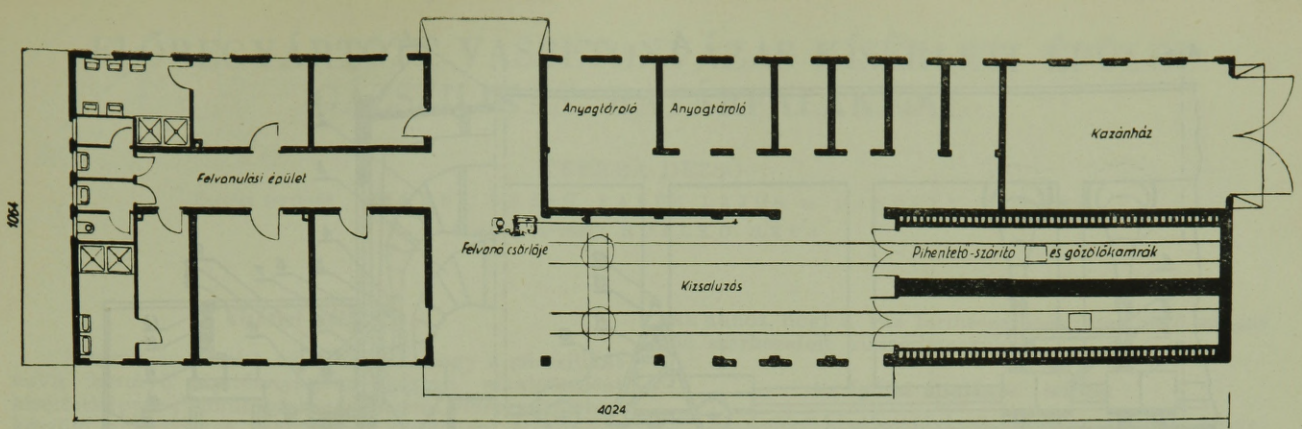 Anyagtároló
Anyagtároló
Kazánház
Felvonulási épület
1064
Felvonó csörlője
Pihentető-szárító és gőzölőkamrák
Kizsaluzás
4024